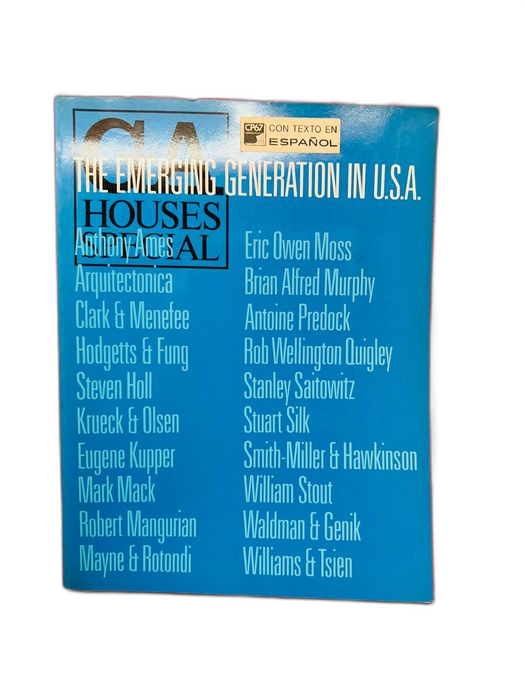 GA
CP67
CON TEXTO EN
ESPAÑOL
THE EMERGING GENERATION IN U.S.A.
HOUSES
SPECIAL
Anthony Ames
Arquitectonica
Clark & Menefee
Hodgetts & Fung
Steven Holl
Krueck & Olsen
Eugene Kupper
Mark Mack
Robert Mangurian
Mayne & Rotondi
Eric Owen Moss
Brian Alfred Murphy
Antoine Predock
Rob Wellington Quigley
Stanley Saitowitz
Stuart Silk
Smith-Miller & Hawkinson
William Stout
Waldman & Genik
Williams & Tsien